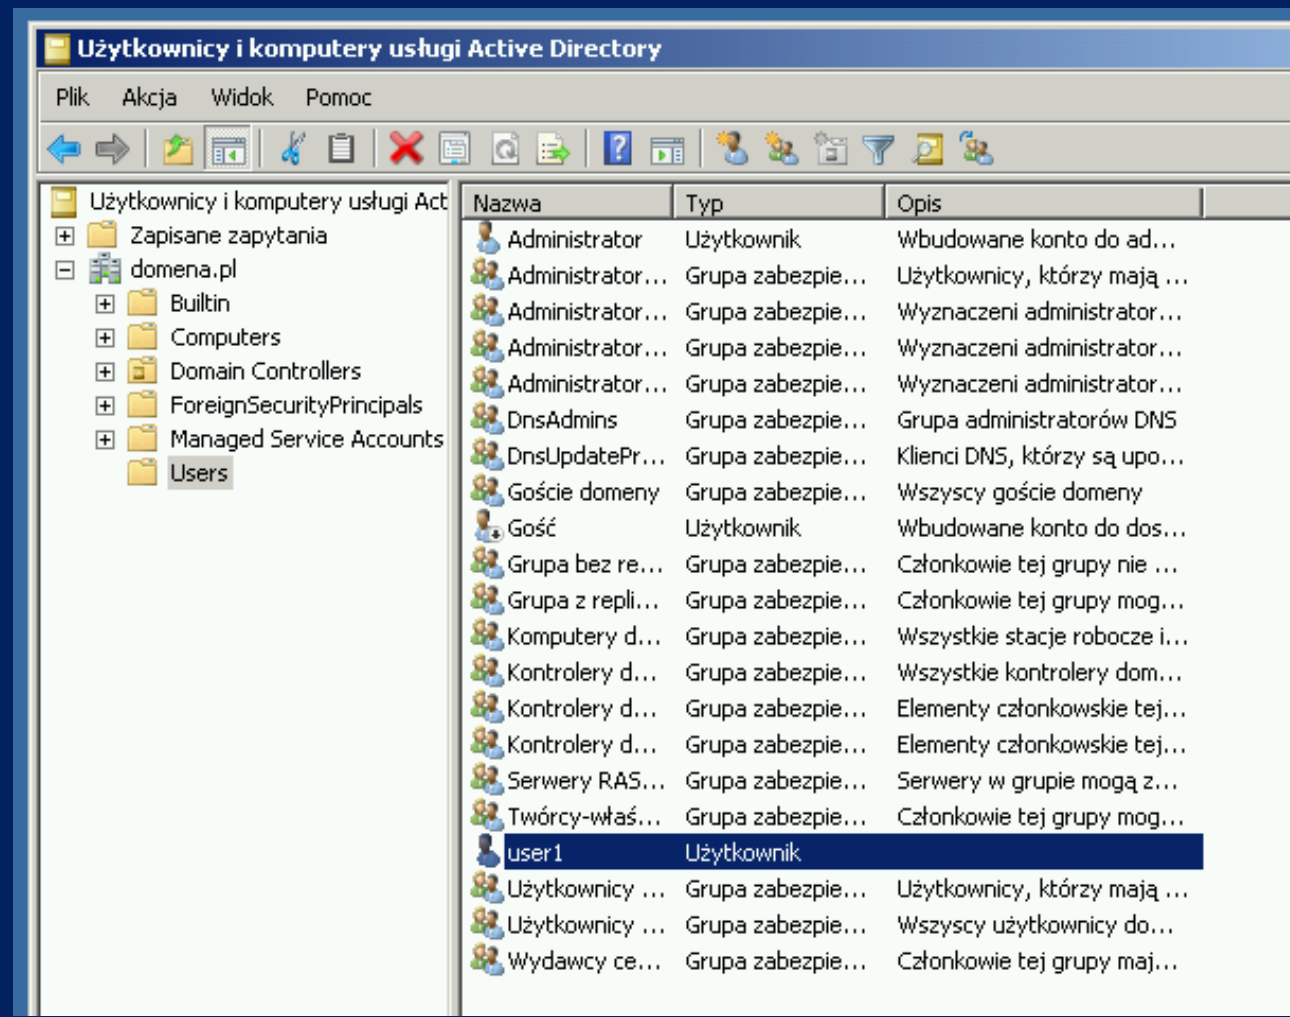 Użytkownicy i komputery usługi Active Directory
Plik Akcja Widok Pomoc
Użytkownicy i komputery usługi Act
Zapisane zapytania
domena.pl
Builtin
Computers
Domain Controllers
ForeignSecurityPrincipals
Managed Service Accounts
Users
Nazwa Typ Opis
Administrator Użytkownik Wbudowane konto do ad...
Administrator... Grupa zabezpie... Użytkownicy, którzy mają ...
Administrator... Grupa zabezpie... Wyznaczeni administrator...
Administrator... Grupa zabezpie... Wyznaczeni administrator...
Administrator... Grupa zabezpie... Wyznaczeni administrator...
DnsAdmins Grupa zabezpie... Grupa administratorów DNS
DnsUpdatePr... Grupa zabezpie... Klienci DNS, którzy są upo...
Goście domeny Grupa zabezpie... Wszyscy goście domeny
Gość Użytkownik Wbudowane konto do dos...
Grupa bez re... Grupa zabezpie... Członkowie tej grupy nie ...
Grupa z repli... Grupa zabezpie... Członkowie tej grupy mog...
Komputery d... Grupa zabezpie... Wszystkie stacje robocze i...
Kontrolery d... Grupa zabezpie... Wszystkie kontrolery dom...
Kontrolery d... Grupa zabezpie... Elementy członkowskie tej...
Kontrolery d... Grupa zabezpie... Elementy członkowskie tej...
Serwery RAS... Grupa zabezpie... Serwery w grupie mogą z...
Twórcy-właś... Grupa zabezpie... Członkowie tej grupy mog...
user1 Użytkownik
Użytkownicy ... Grupa zabezpie... Użytkownicy, którzy mają ...
Użytkownicy ... Grupa zabezpie... Wszyscy użytkownicy do...
Wydawcy ce... Grupa zabezpie... Członkowie tej grupy maj...